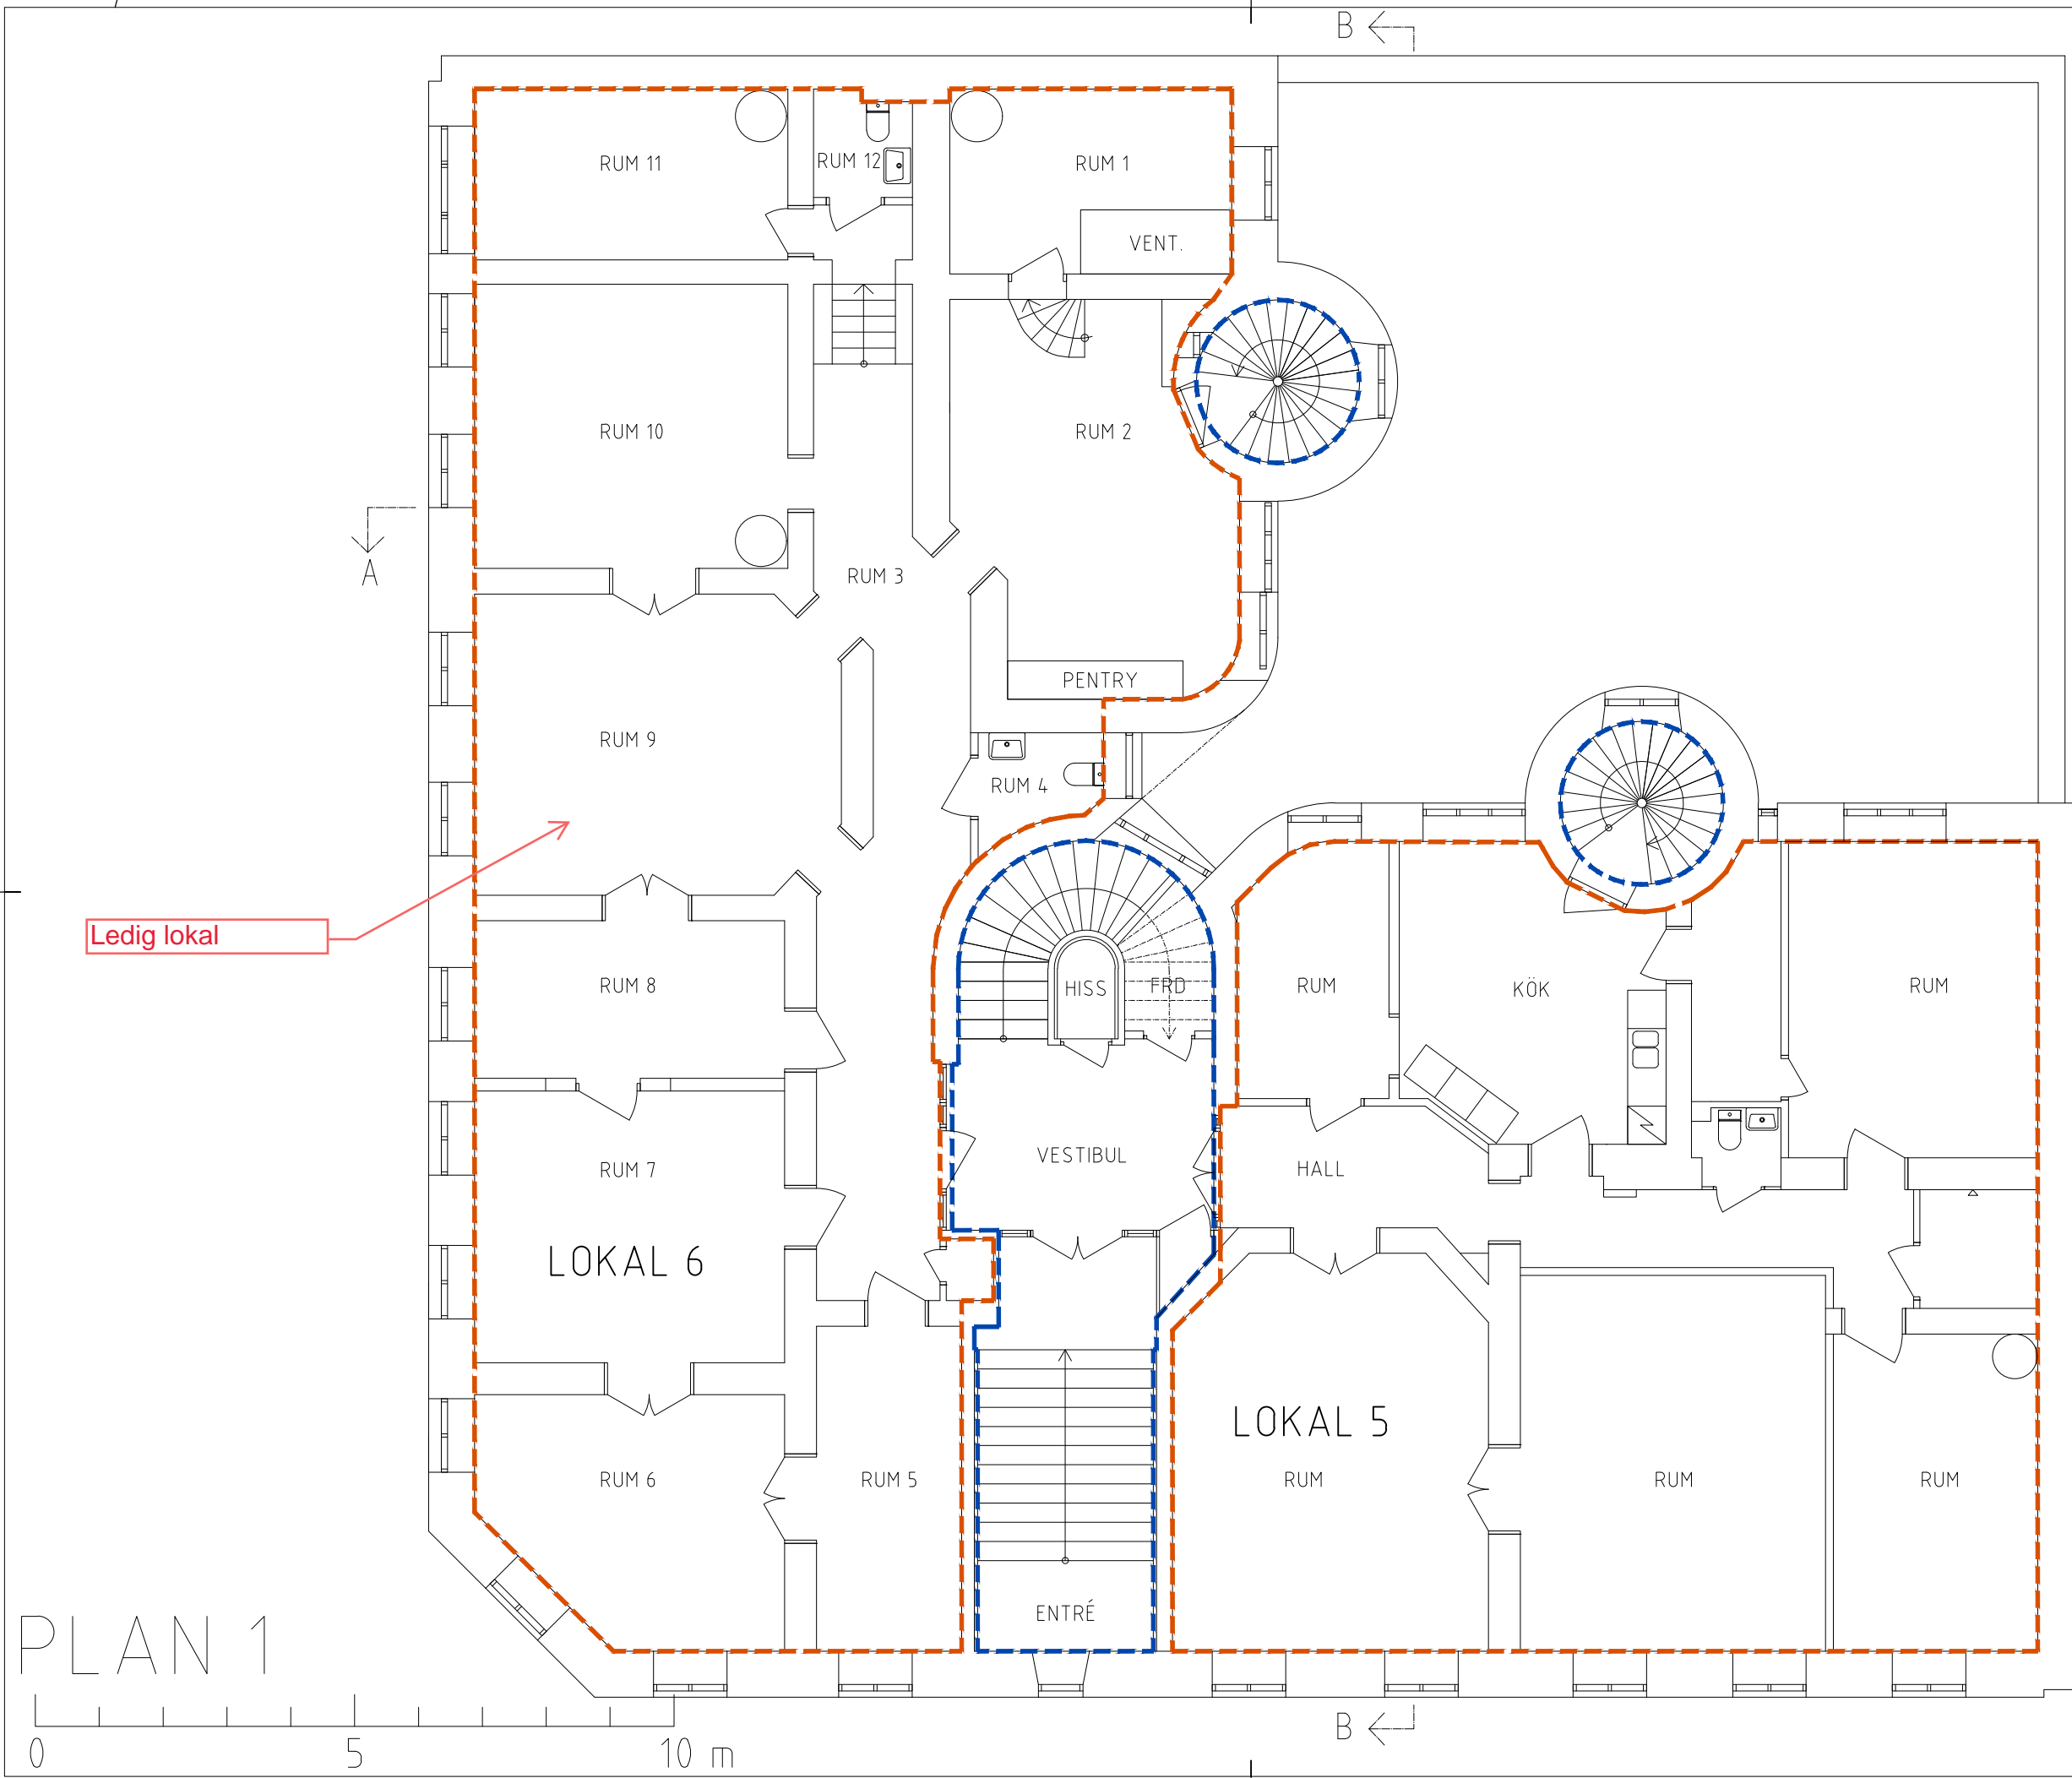 B
RUM 11
RUM 12
RUM 1
VENT.
RUM 10
RUM 2
A
RUM 3
PENTRY
RUM 9
RUM 4
Ledig lokal
RUM 8
HISS
FRD
RUM
KÖK
RUM
RUM 7
VESTIBUL
HALL
LOKAL 6
LOKAL 5
RUM 6
RUM 5
RUM
RUM
RUM
ENTRÉ
PLAN 1
0
5
10 m
B